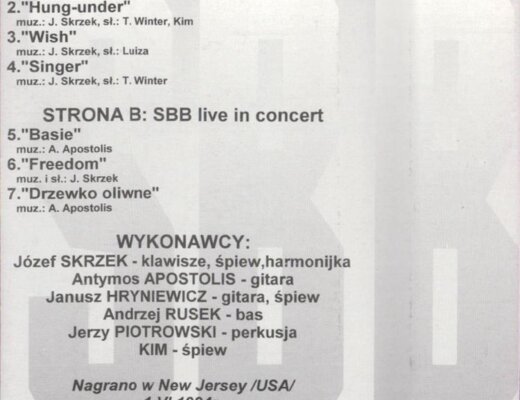 2."Hung-under"
muz.: J. Skrzek, sł.: T. Winter, Kim
3."Wish"
muz.: J. Skrzek, sł.: Luiza
4."Singer"
muz.: J. Skrzek, sł.: T. Winter
STRONA B: SBB live in concert
5."Basie"
muz.: A. Apostolis
6."Freedom"
muz. i sł.: J. Skrzek
7."Drzewko oliwne"
muz.: A. Apostolis
WYKONAWCY:
Józef SKRZEK - klawisze, śpiew,harmonijka
Antymos APOSTOLIS - gitara
Janusz HRYNIEWICZ - gitara, śpiew
Andrzej RUSEK - bas
Jerzy PIOTROWSKI - perkusja
KIM - śpiew
Nagrano w New Jersey /USA/
SBB